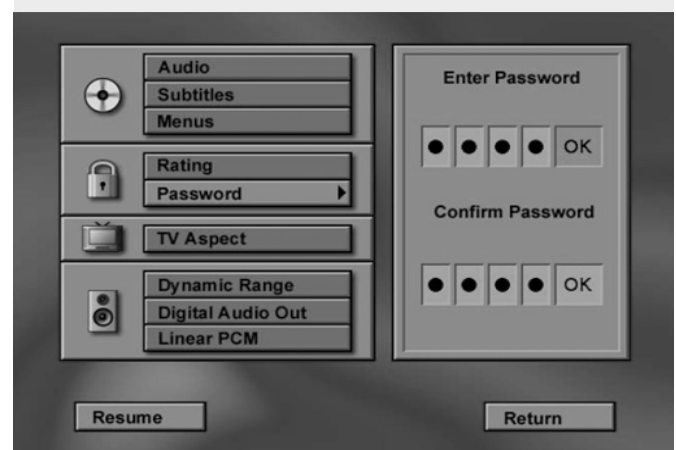 Audio
Subtitles
Menus
Rating
Password
TV Aspect
Dynamic Range
Digital Audio Out
Linear PCM
Enter Password
OK
Confirm Password
OK
Resume
Return